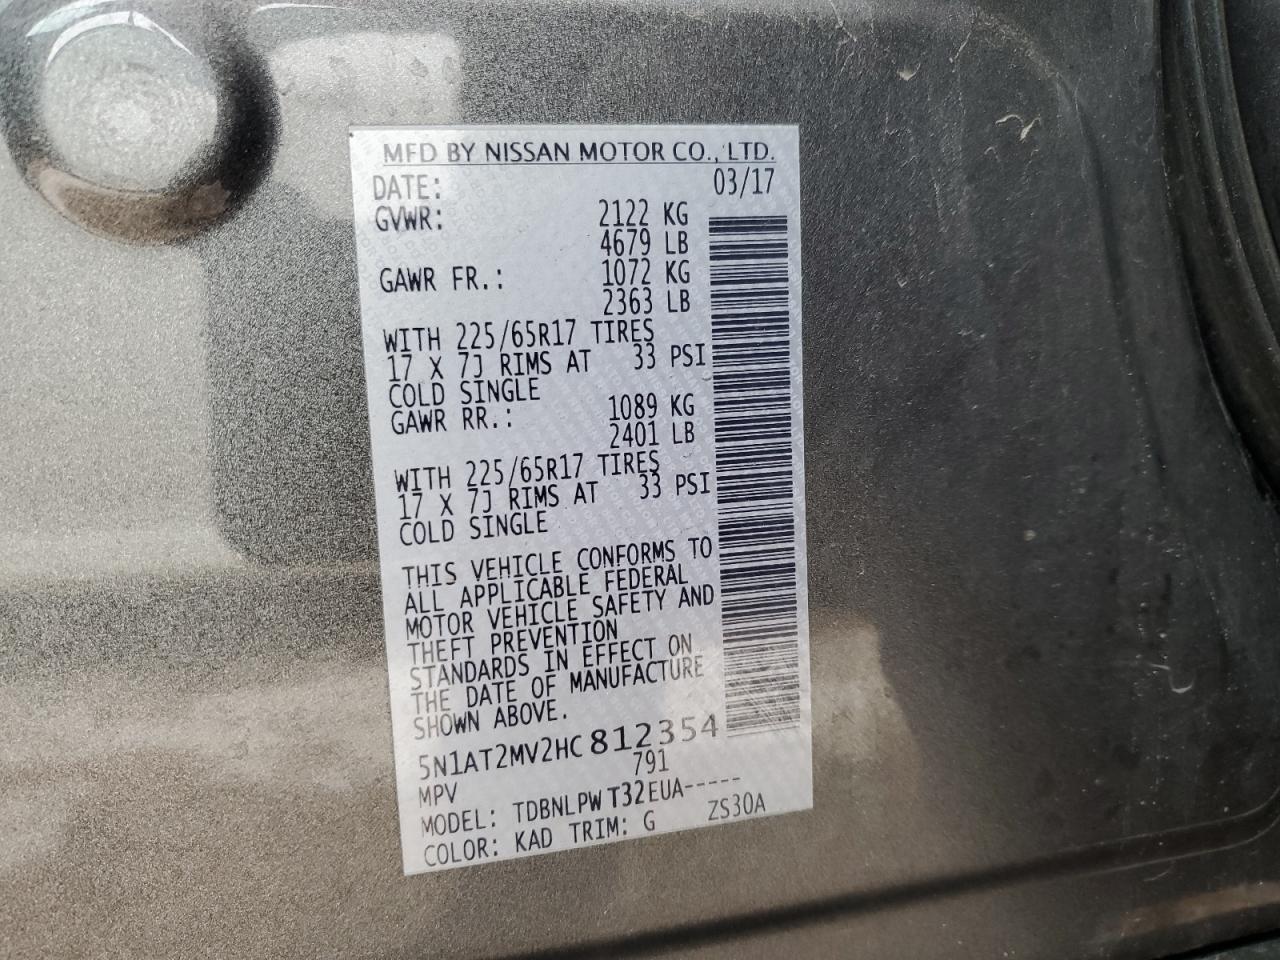 MFD BY NISSAN MOTOR CO., LTD.
DATE: 03/17
GVWR: 2122 KG
4679 LB
GAWR FR.: 1072 KG
2363 LB
WITH 225/65R17 TIRES
17 X 7J RIMS AT 33 PSI
COLD SINGLE
GAWR RR.: 1089 KG
2401 LB
WITH 225/65R17 TIRES
17 X 7J RIMS AT 33 PSI
COLD SINGLE
THIS VEHICLE CONFORMS TO
ALL APPLICABLE FEDERAL
MOTOR VEHICLE SAFETY AND
THEFT PREVENTION
STANDARDS IN EFFECT ON
THE DATE OF MANUFACTURE
SHOWN ABOVE.
5N1AT2MV2HC812354
MPV 791
MODEL: TDBNLPW T32EUA-----
COLOR: KAD TRIM: G ZS30A